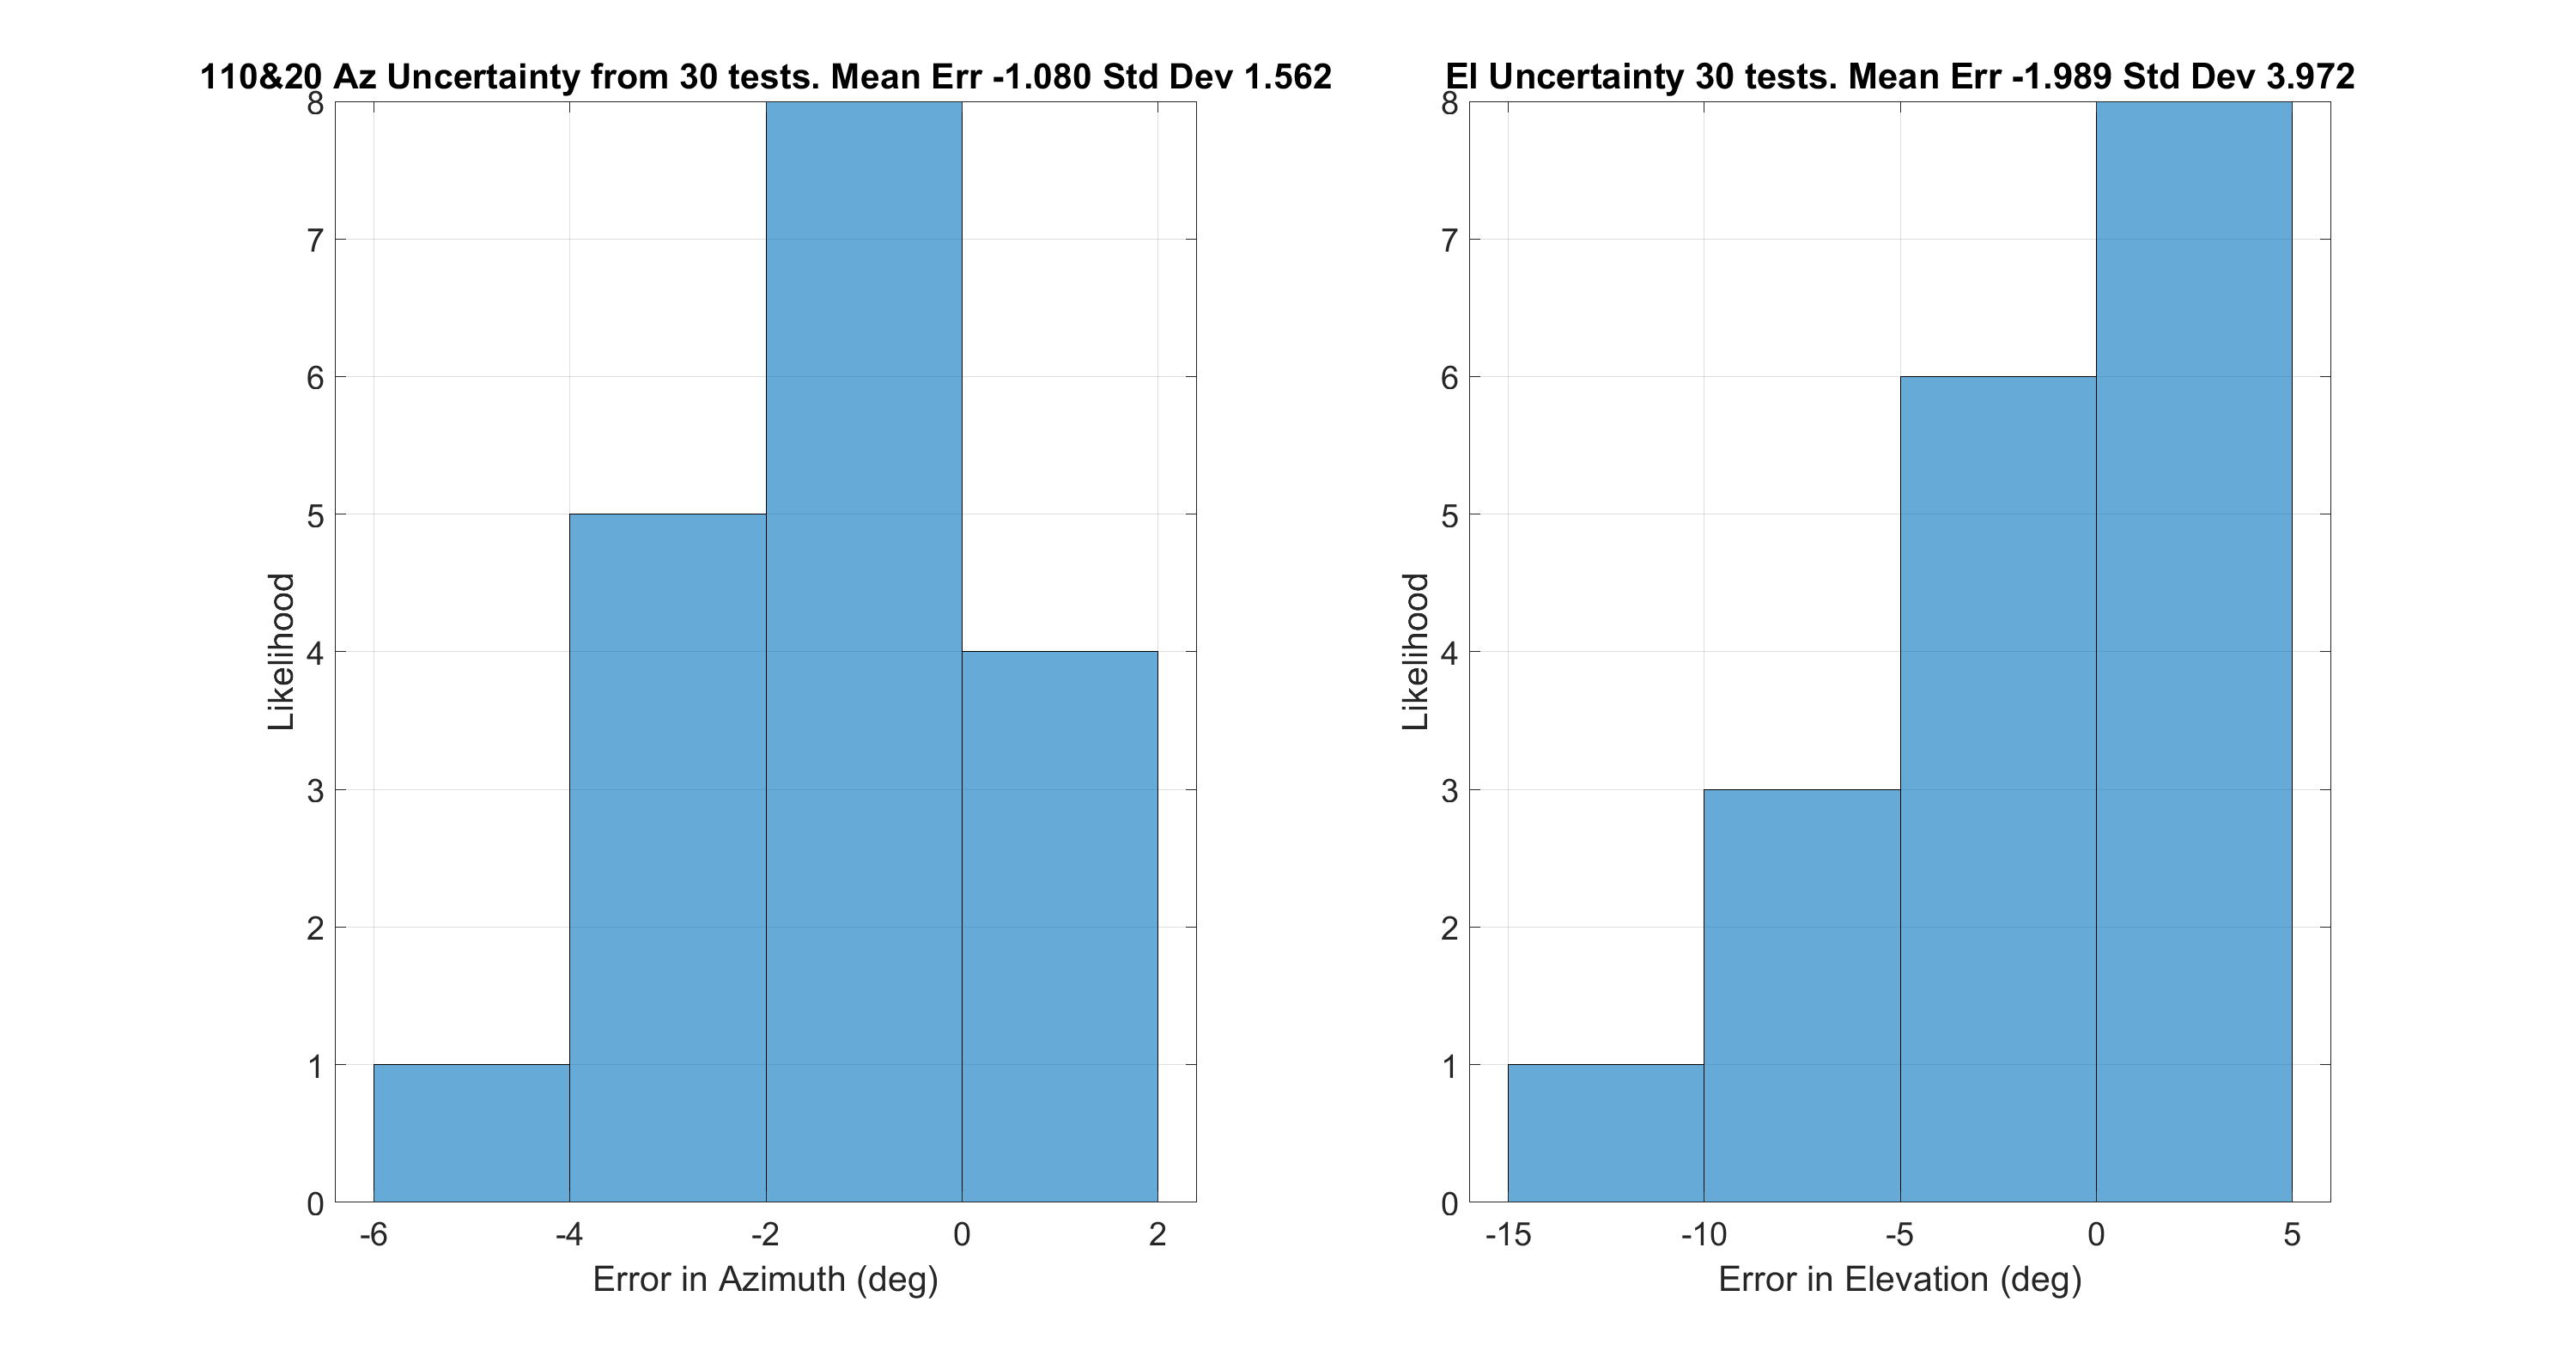 110&20 Az Uncertainty from 30 tests. Mean Err -1.080 Std Dev 1.562
8
7
6
5
4
3
2
1
0
Likelihood
-6 -4 -2 0 2
Error in Azimuth (deg)
El Uncertainty 30 tests. Mean Err -1.989 Std Dev 3.972
8
7
6
5
4
3
2
1
0
Likelihood
-15 -10 -5 0 5
Error in Elevation (deg)